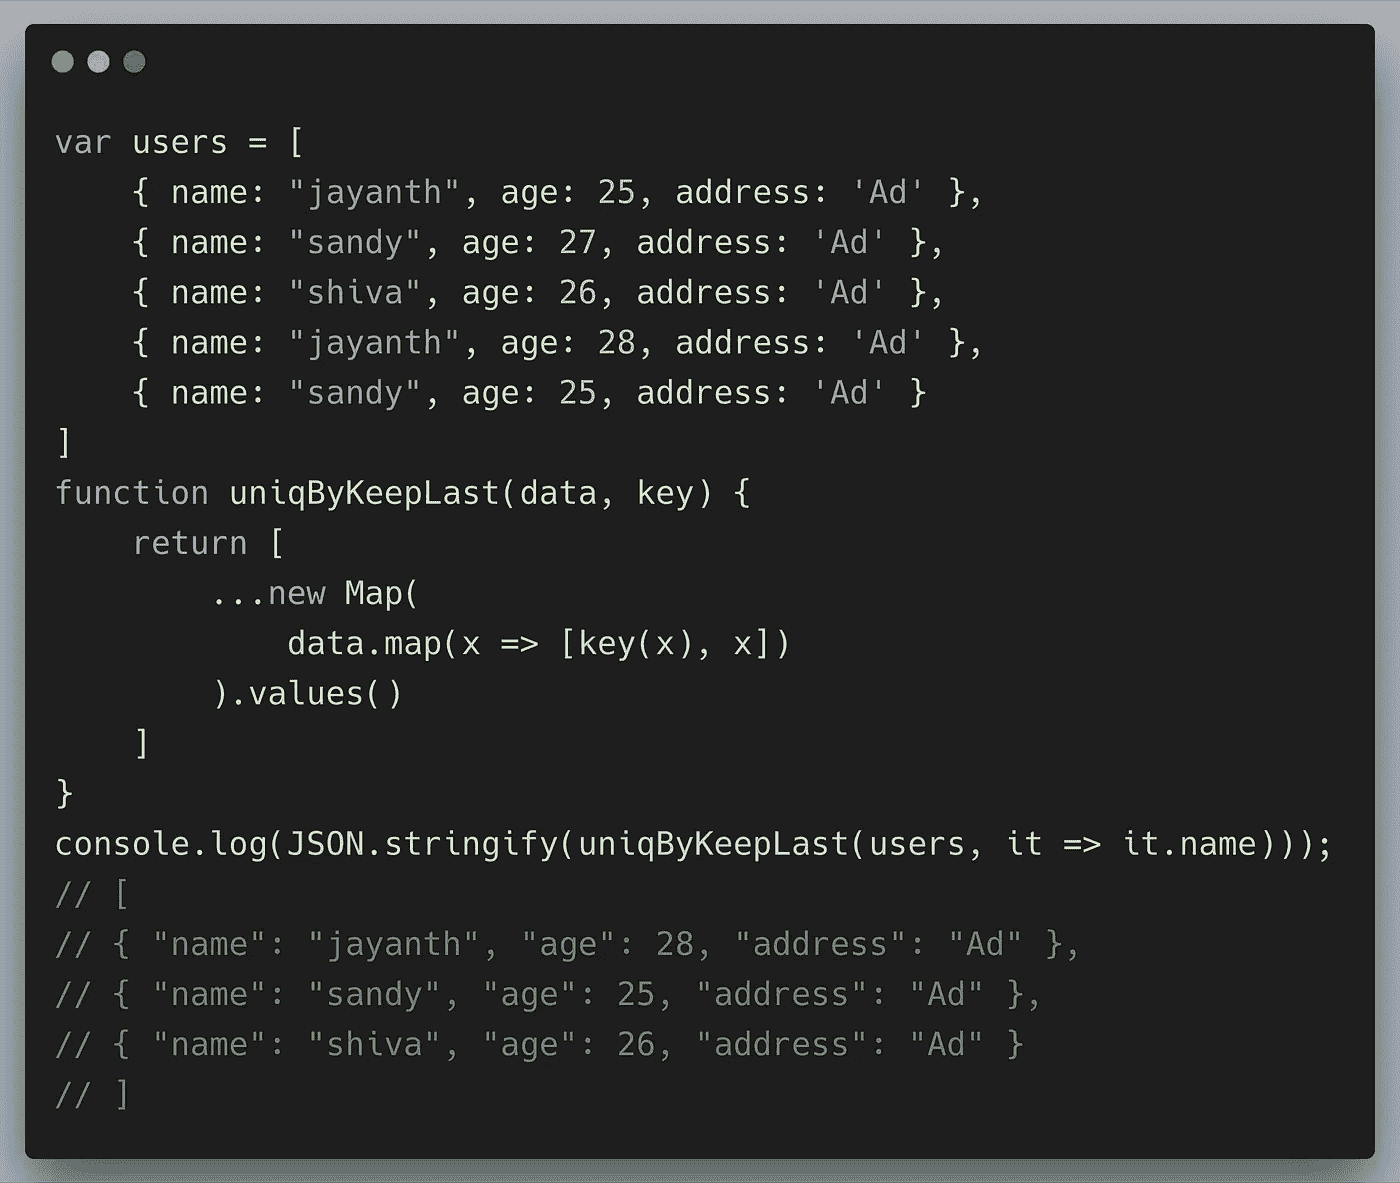 var users = [
    { name: "jayanth", age: 25, address: 'Ad' },
    { name: "sandy", age: 27, address: 'Ad' },
    { name: "shiva", age: 26, address: 'Ad' },
    { name: "jayanth", age: 28, address: 'Ad' },
    { name: "sandy", age: 25, address: 'Ad' }
]
function uniqByKeepLast(data, key) {
    return [
        ...new Map(
            data.map(x => [key(x), x])
        ).values()
    ]
}
console.log(JSON.stringify(uniqByKeepLast(users, it => it.name)));
// [
// { "name": "jayanth", "age": 28, "address": "Ad" },
// { "name": "sandy", "age": 25, "address": "Ad" },
// { "name": "shiva", "age": 26, "address": "Ad" }
// ]